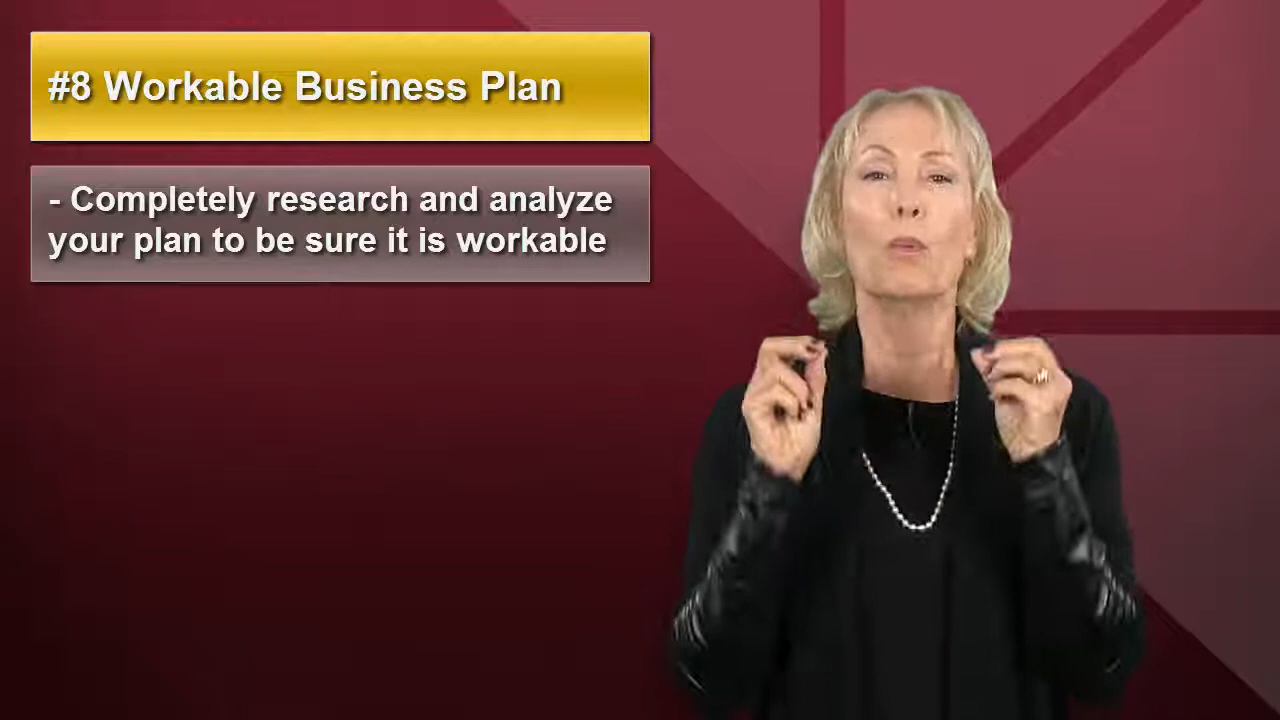 #8 Workable Business Plan
- Completely research and analyze
your plan to be sure it is workable